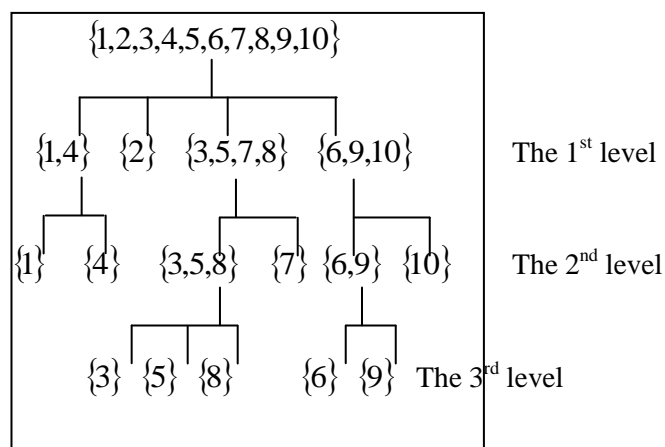 {1,2,3,4,5,6,7,8,9,10}
{1,4} {2} {3,5,7,8} {6,9,10} The 1st level
{1} {4} {3,5,8} {7} {6,9} {10} The 2nd level
{3} {5} {8} {6} {9} The 3rd level